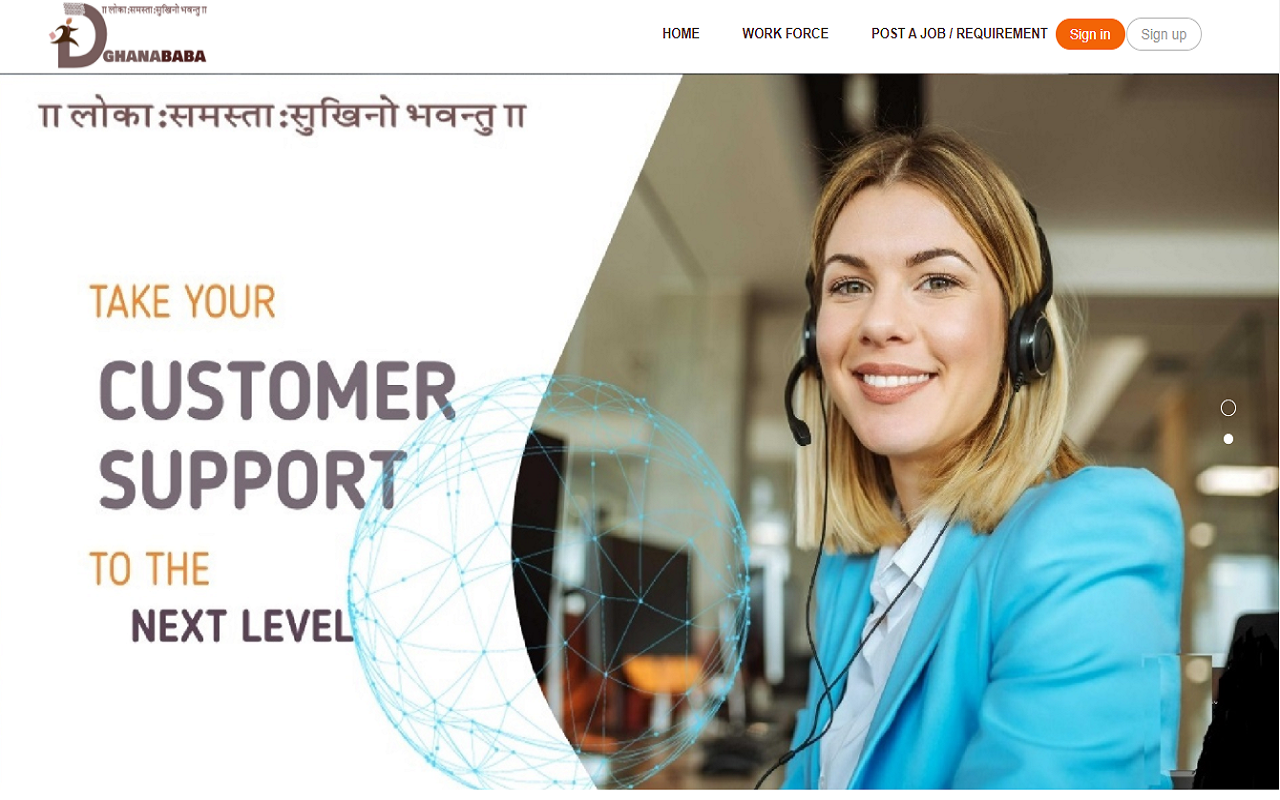 ॥ लोका:समस्ता:सुखिनो भवन्तु ॥
DGHANABABA
HOME
WORK FORCE
POST A JOB / REQUIREMENT
Sign in
Sign up
॥ लोका:समस्ता:सुखिनो भवन्तु ॥
TAKE YOUR
CUSTOMER
SUPPORT
TO THE
NEXT LEVEL